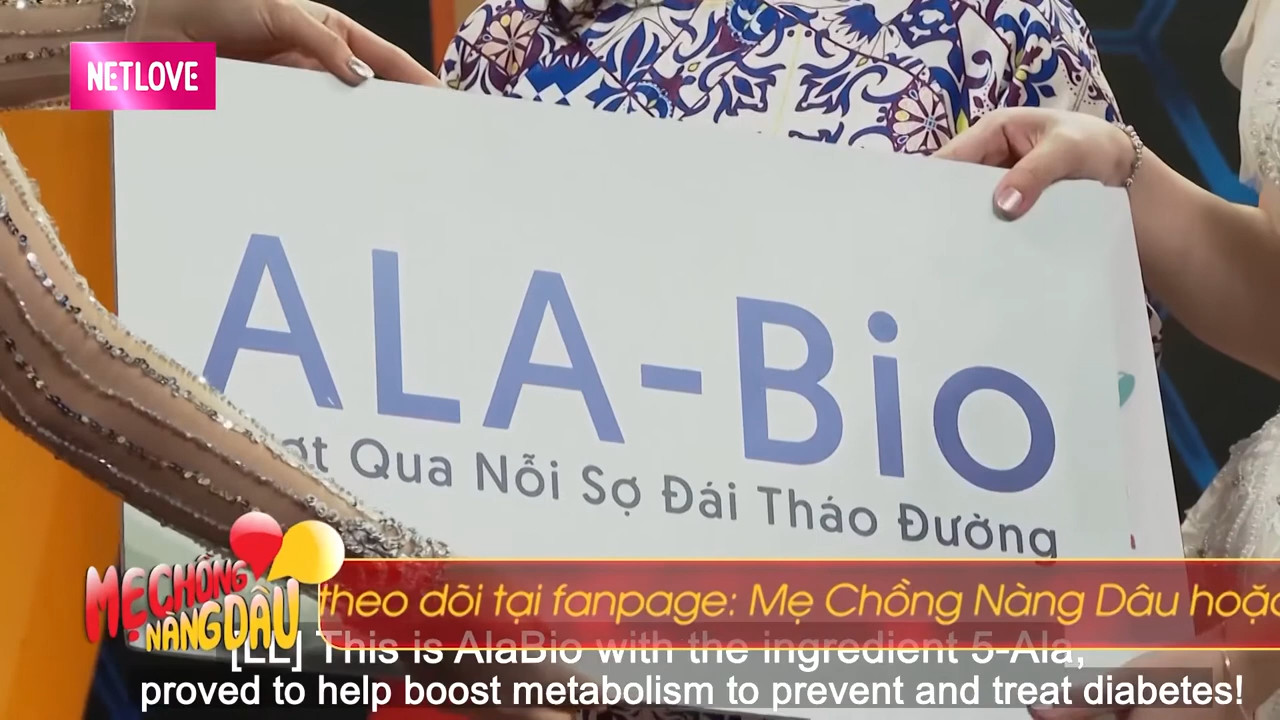 NETLOVE
ALA-Bio
Qua Nỗi Sợ Đái Tháo Đường
MẸ CHỒNG
NÀNG DÂU
theo dõi tại fanpage: Mẹ Chồng Nàng Dâu hoặc
[LL] This is AlaBio with the ingredient 5-Ala,
proved to help boost metabolism to prevent and treat diabetes!